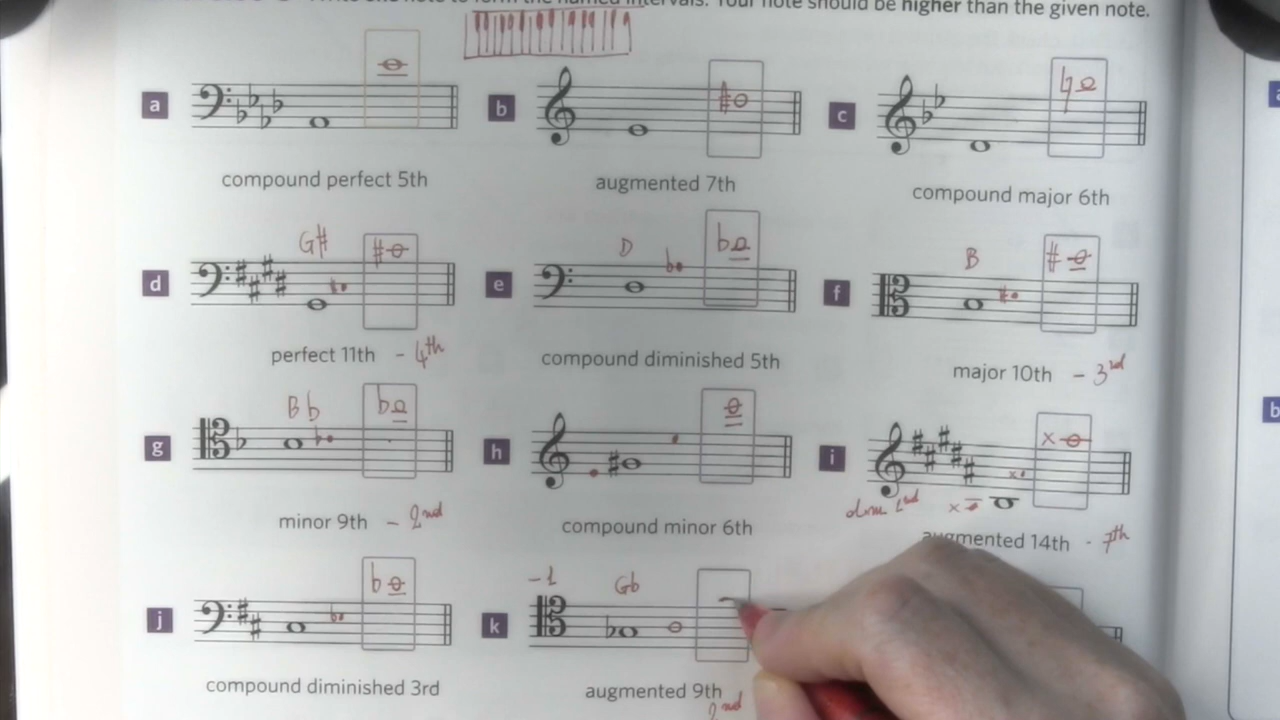 Write one note to form the named intervals. Your note should be higher than the given note.
a
b
c
compound perfect 5th
augmented 7th
compound major 6th
G#
D
B
d
e
f
perfect 11th - 4th
compound diminished 5th
major 10th - 3rd
Bb
g
h
i
minor 9th - 2nd
compound minor 6th
dim 2nd
augmented 14th - 7th
-1
Gb
j
k
compound diminished 3rd
augmented 9th
2nd
b